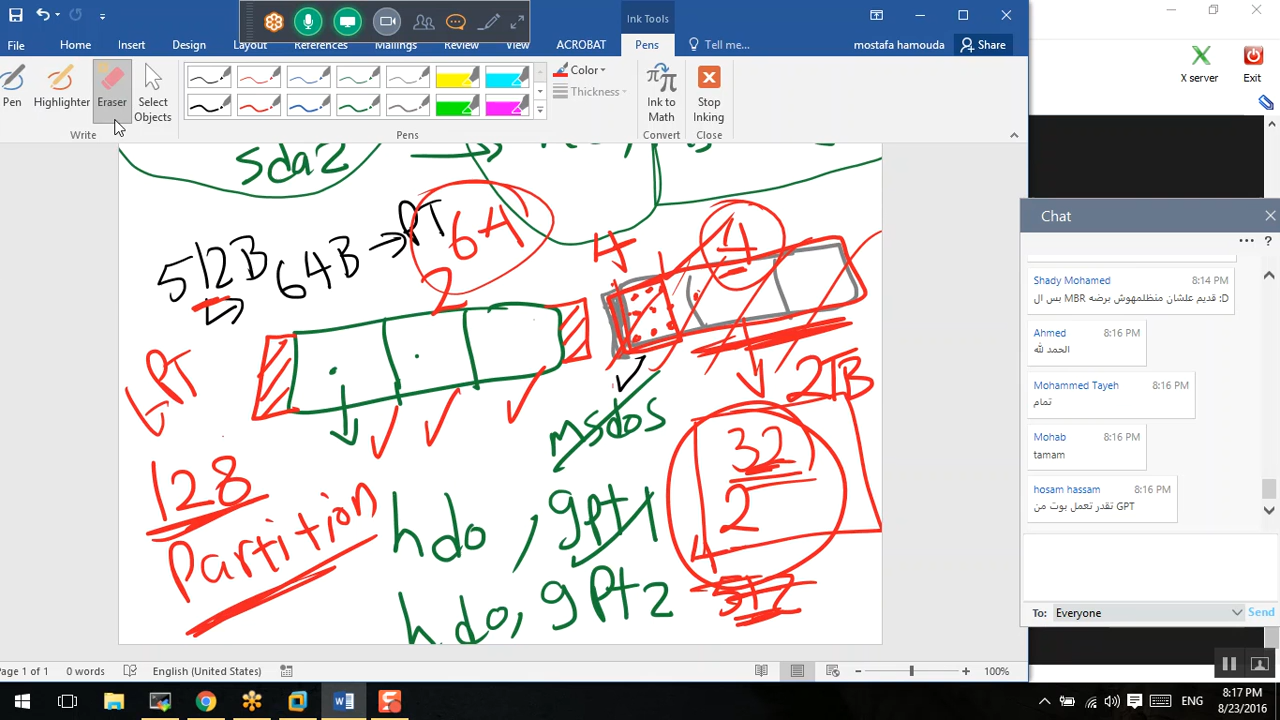 Ink Tools
File
Home
Insert
Design
Layout
References
Mailings
Review
View
ACROBAT
Pens
Tell me...
mostafa hamouda
Share
X server
Exit
Pen
Highlighter
Eraser
Select Objects
Color
Thickness
Ink to Math
Stop Inking
Write
Pens
Convert
Close
sda2
512B 64B PT 64
2
4
4
GPT
2TB
msdos
32
2
128
Partition
hd0, gpt1
512
hd0, gpt2
Chat
Shady Mohamed 8:14 PM
قديم علشان منظلمهوش برضه MBR بس ال D:
Ahmed 8:16 PM
الحمد لله
Mohammed Tayeh 8:16 PM
تمام
Mohab 8:16 PM
tamam
hosam hassam 8:16 PM
تقدر تعمل بوت من GPT
To: Everyone Send
Page 1 of 1 0 words English (United States) 100%
ENG 8:17 PM
8/23/2016